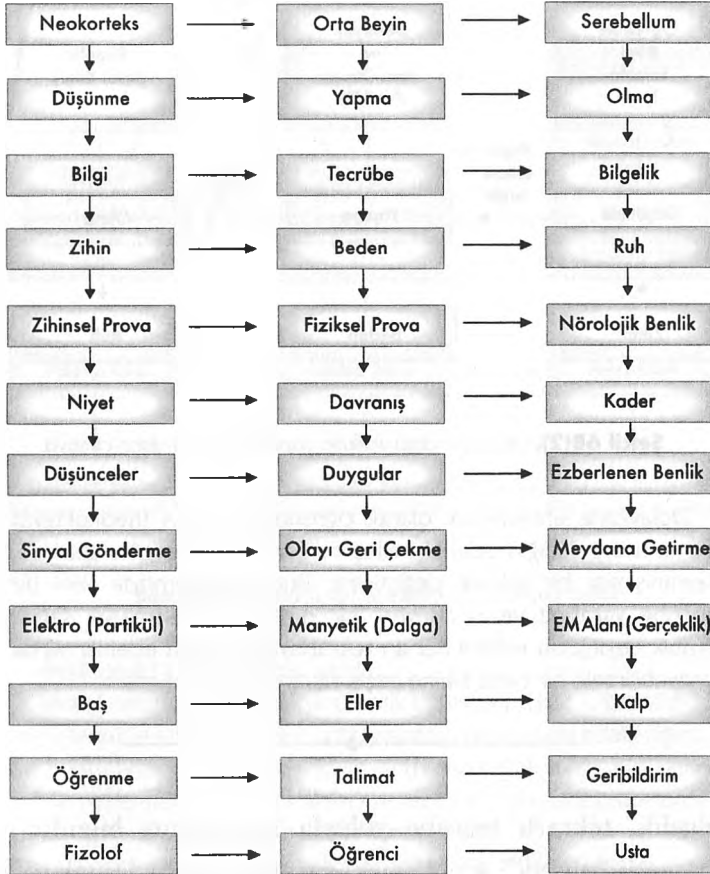 Neokorteks Orta Beyin Serebellum
Düşünme Yapma Olma
Bilgi Tecrübe Bilgelik
Zihin Beden Ruh
Zihinsel Prova Fiziksel Prova Nörolojik Benlik
Niyet Davranış Kader
Düşünceler Duygular Ezberlenen Benlik
Sinyal Gönderme Olayı Geri Çekme Meydana Getirme
Elektro (Partikül) Manyetik (Dalga) EM Alanı (Gerçeklik)
Baş Eller Kalp
Öğrenme Talimat Geribildirim
Fizolof Öğrenci Usta